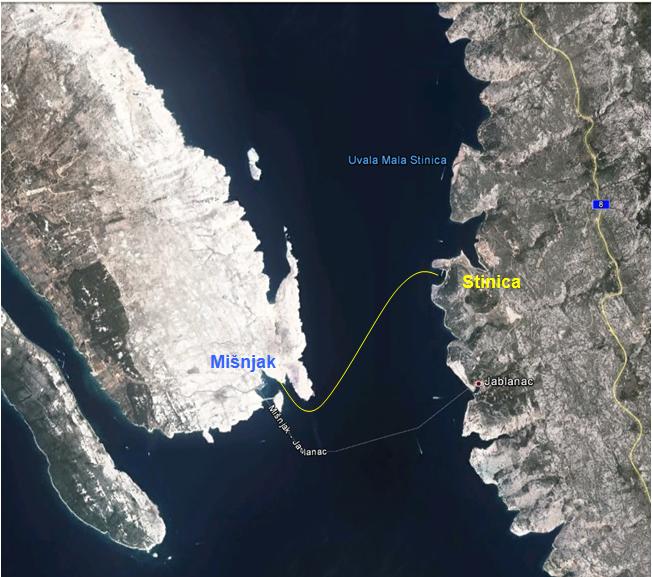 Uvala Mala Stinica
8
Stinica
Mišnjak
Jablanac
Mišnjak - Jablanac